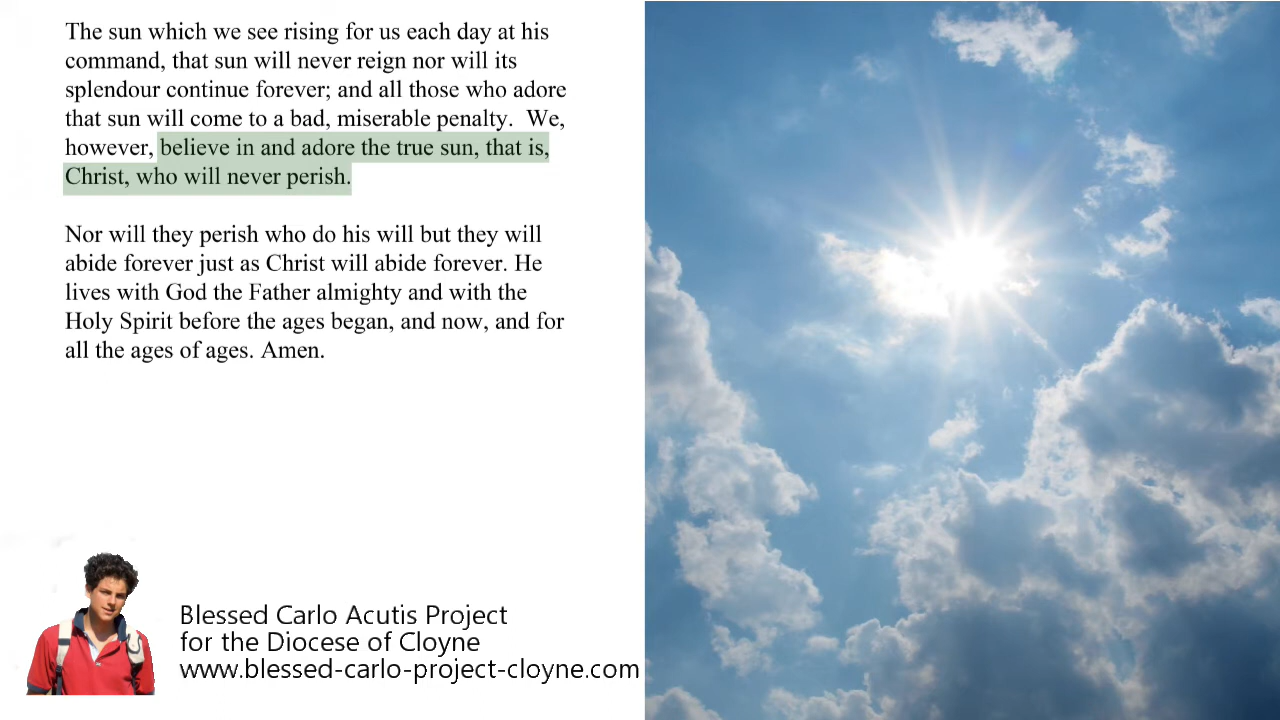 The sun which we see rising for us each day at his
command, that sun will never reign nor will its
splendour continue forever; and all those who adore
that sun will come to a bad, miserable penalty.  We,
however, believe in and adore the true sun, that is,
Christ, who will never perish.
Nor will they perish who do his will but they will
abide forever just as Christ will abide forever. He
lives with God the Father almighty and with the
Holy Spirit before the ages began, and now, and for
all the ages of ages. Amen.
Blessed Carlo Acutis Project
for the Diocese of Cloyne
www.blessed-carlo-project-cloyne.com